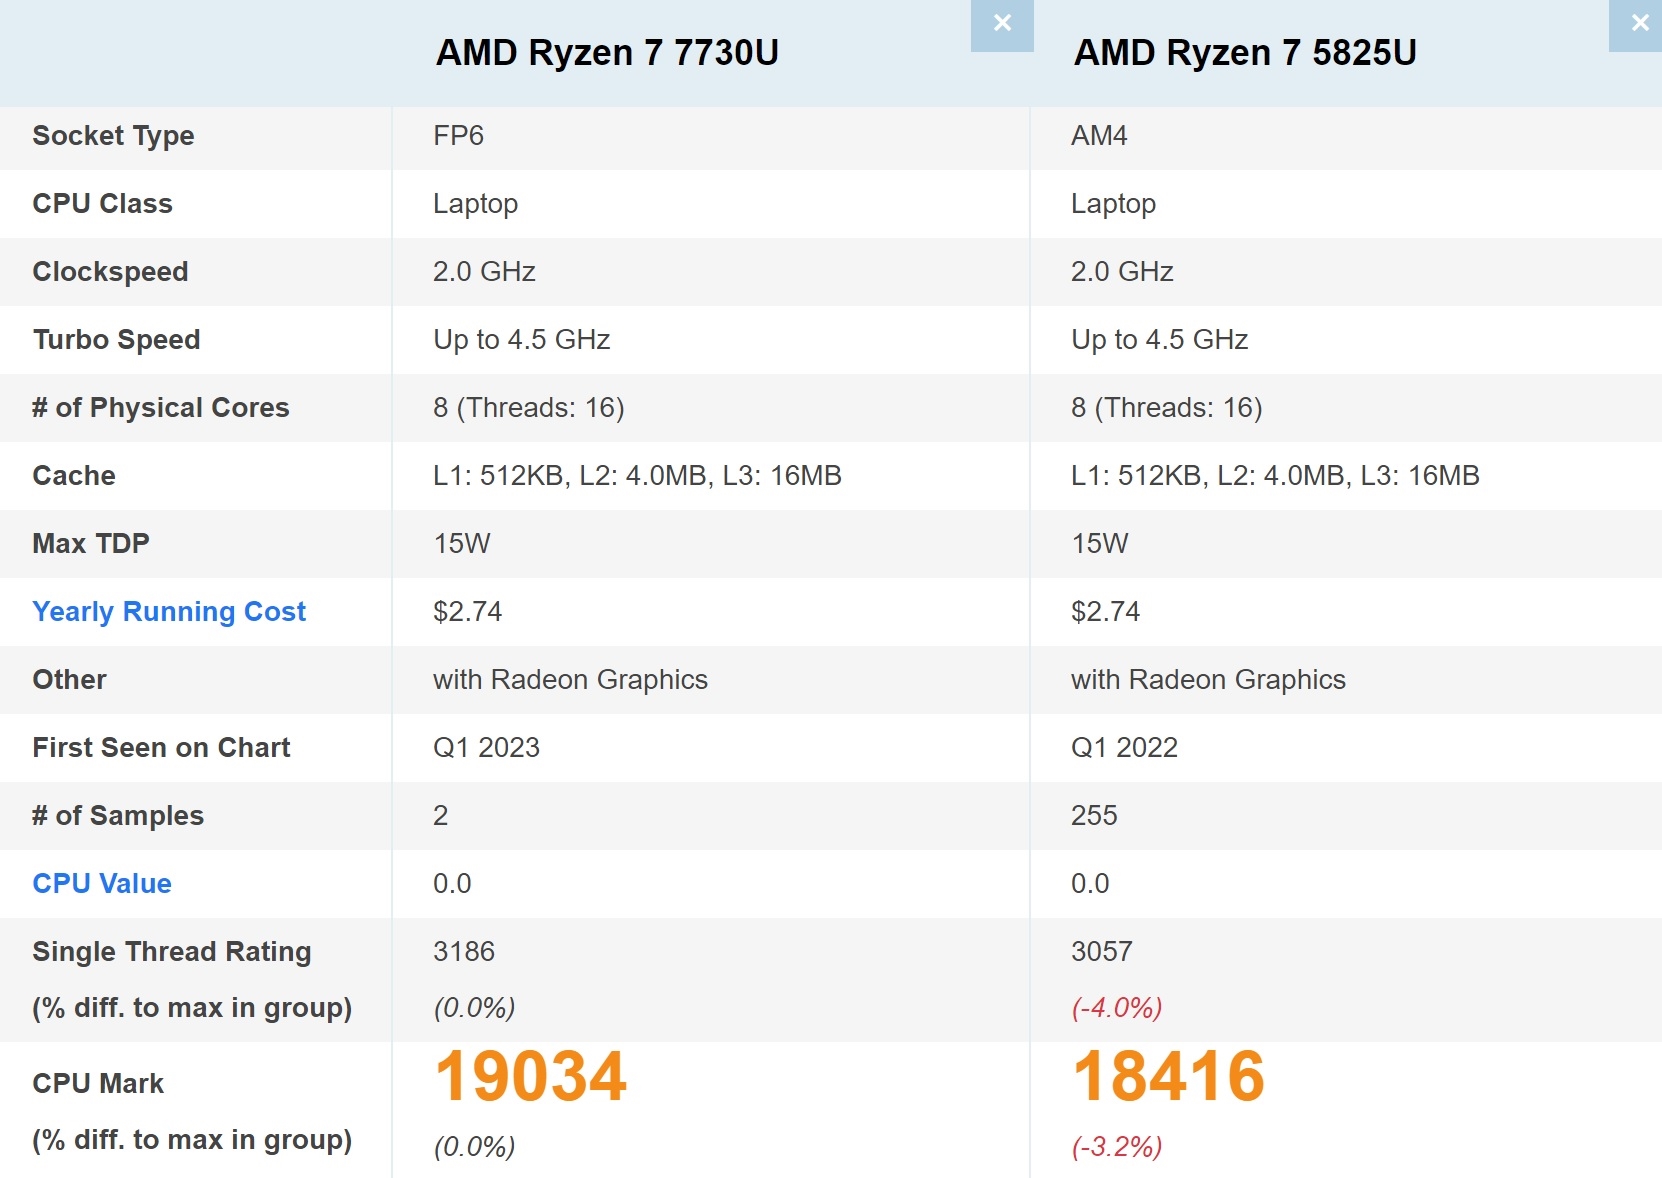 × ×
AMD Ryzen 7 7730U AMD Ryzen 7 5825U
Socket Type FP6 AM4
CPU Class Laptop Laptop
Clockspeed 2.0 GHz 2.0 GHz
Turbo Speed Up to 4.5 GHz Up to 4.5 GHz
# of Physical Cores 8 (Threads: 16) 8 (Threads: 16)
Cache L1: 512KB, L2: 4.0MB, L3: 16MB L1: 512KB, L2: 4.0MB, L3: 16MB
Max TDP 15W 15W
Yearly Running Cost $2.74 $2.74
Other with Radeon Graphics with Radeon Graphics
First Seen on Chart Q1 2023 Q1 2022
# of Samples 2 255
CPU Value 0.0 0.0
Single Thread Rating 3186 3057
(% diff. to max in group) (0.0%) (-4.0%)
CPU Mark 19034 18416
(% diff. to max in group) (0.0%) (-3.2%)